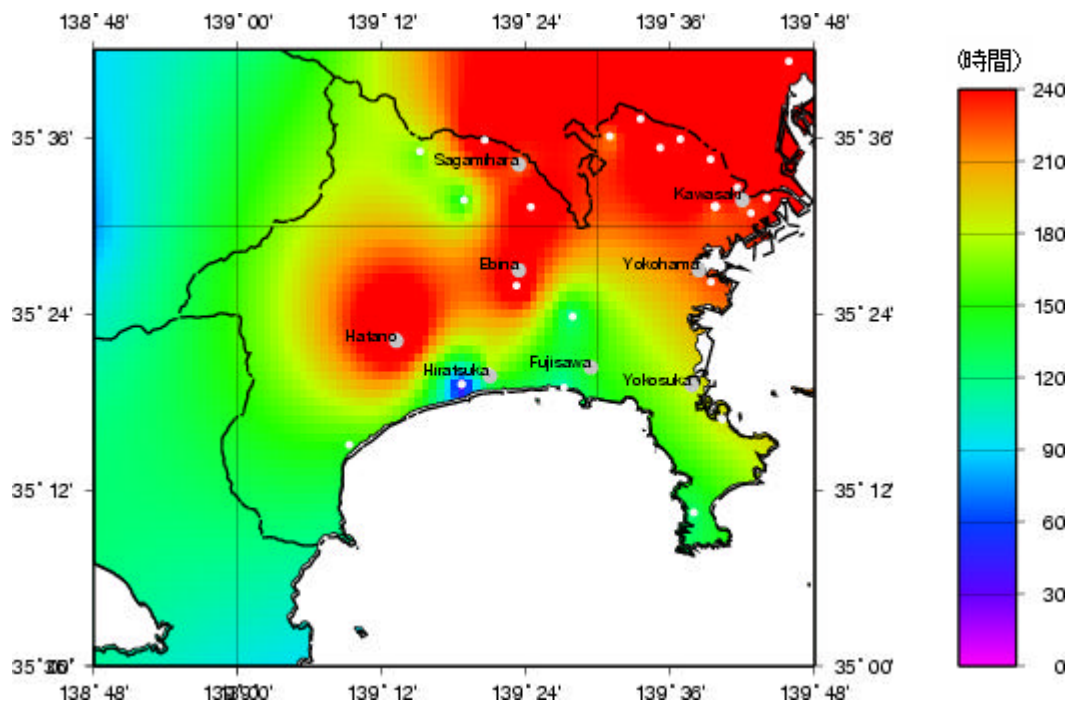 138˚ 48' 139˚ 00' 139˚ 12' 139˚ 24' 139˚ 36' 139˚ 48'
(時間)
240
35˚ 36' 35˚ 36'
Sagamihara
210
Kawasaki
180
Ebina Yokohama
150
35˚ 24' 35˚ 24'
Hatano
Hiratsuka Fujisawa
120
Yokosuka
90
35˚ 12' 35˚ 12'
60
30
35˚ 00'
0
138˚ 48' 139˚ 12' 139˚ 24' 139˚ 36' 139˚ 48'